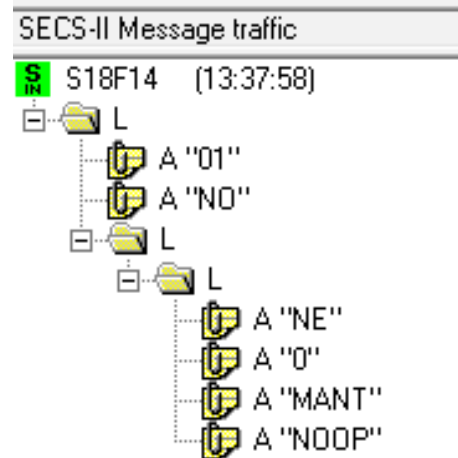 SECS-II Message traffic
S IN S18F14 (13:37:58)
L
A "01"
A "NO"
L
L
A "NE"
A "0"
A "MANT"
A "NOOP"